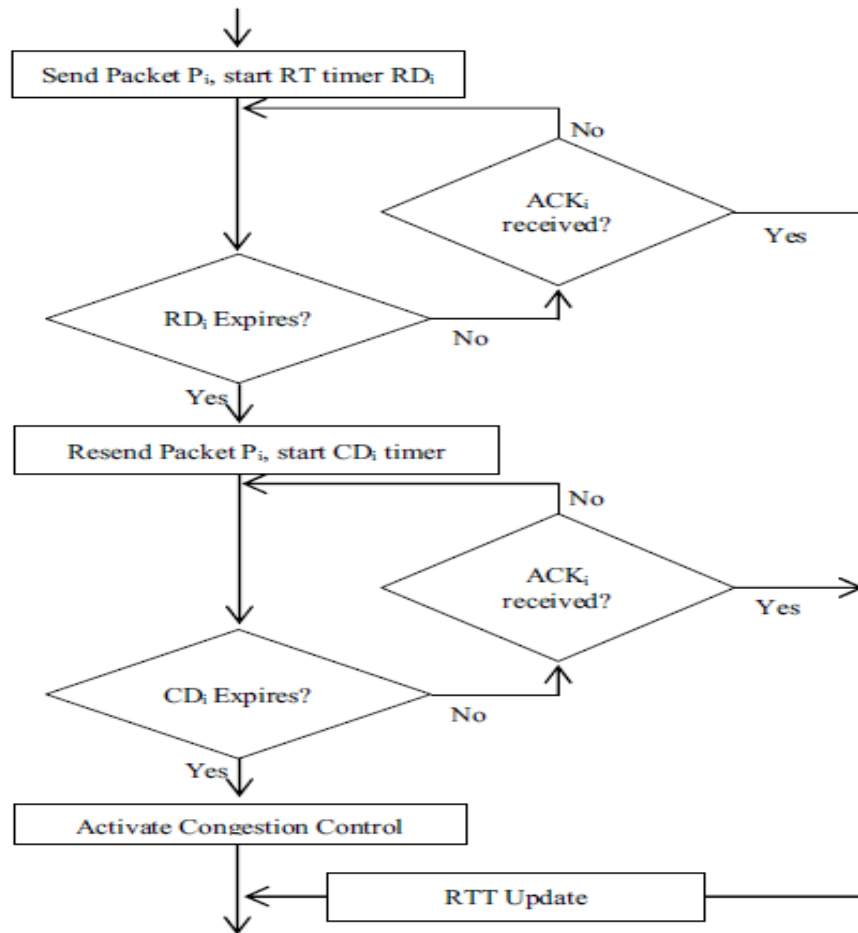 Send Packet Pᵢ, start RT timer RDᵢ
No
ACKᵢ
received?
Yes
RDᵢ Expires?
No
Yes
Resend Packet Pᵢ, start CDᵢ timer
No
ACKᵢ
received?
Yes
CDᵢ Expires?
No
Yes
Activate Congestion Control
RTT Update